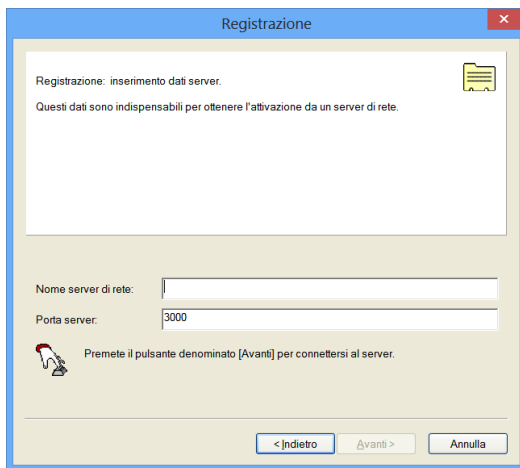 Registrazione
Registrazione: inserimento dati server.
Questi dati sono indispensabili per ottenere l'attivazione da un server di rete.
Nome server di rete:
Porta server:
3000
Premete il pulsante denominato [Avanti] per connettersi al server.
< Indietro
Avanti >
Annulla